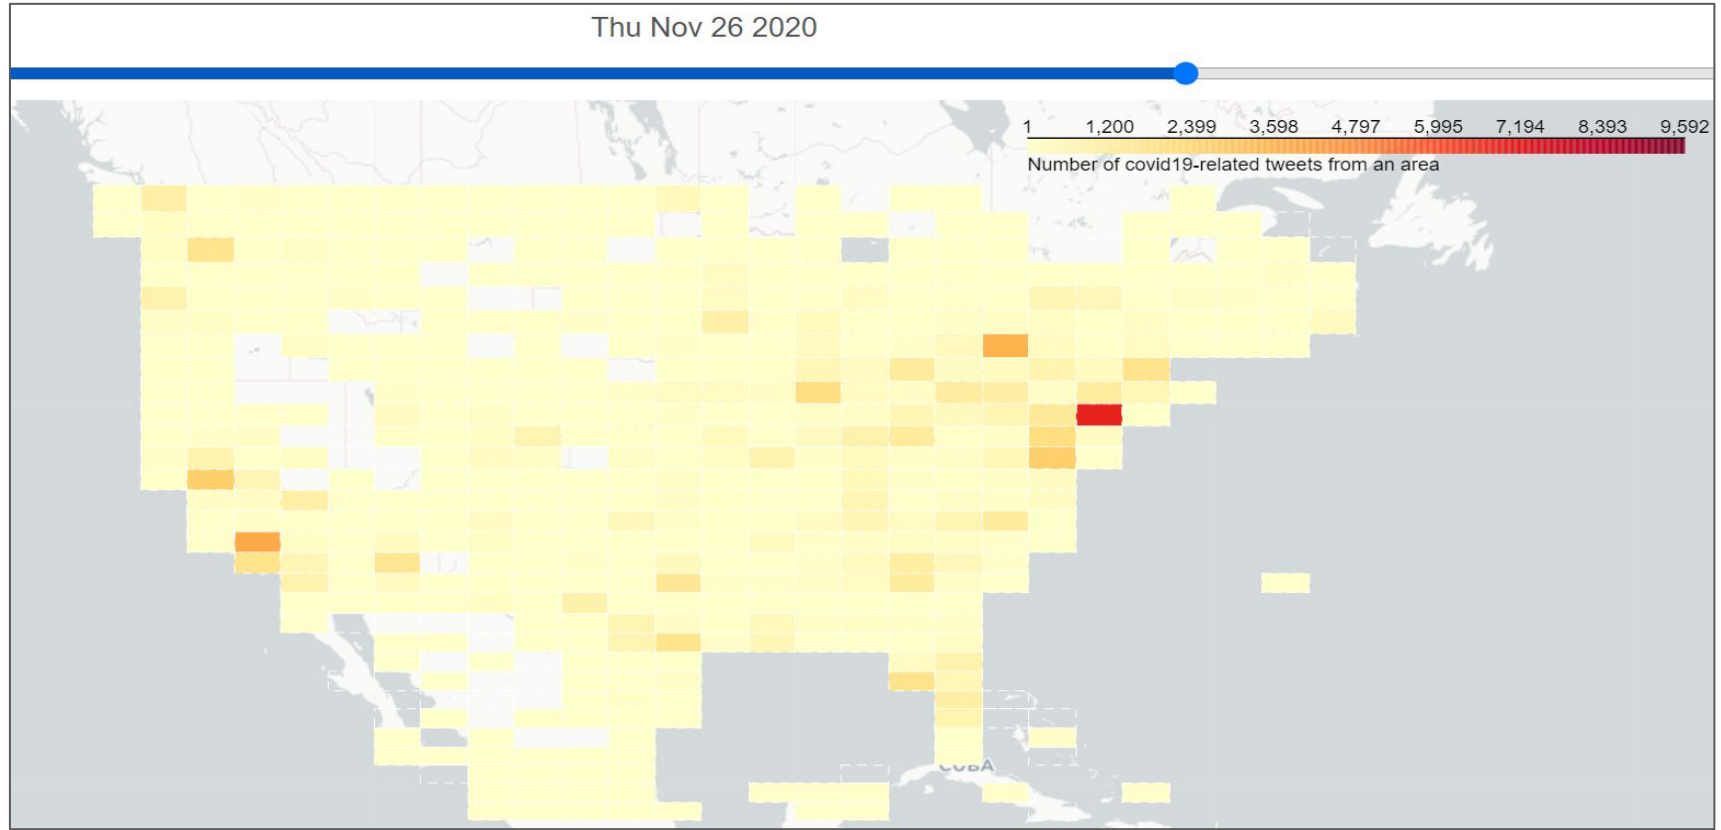 Thu Nov 26 2020
1 1,200 2,399 3,598 4,797 5,995 7,194 8,393 9,592
Number of covid19-related tweets from an area
CUBA